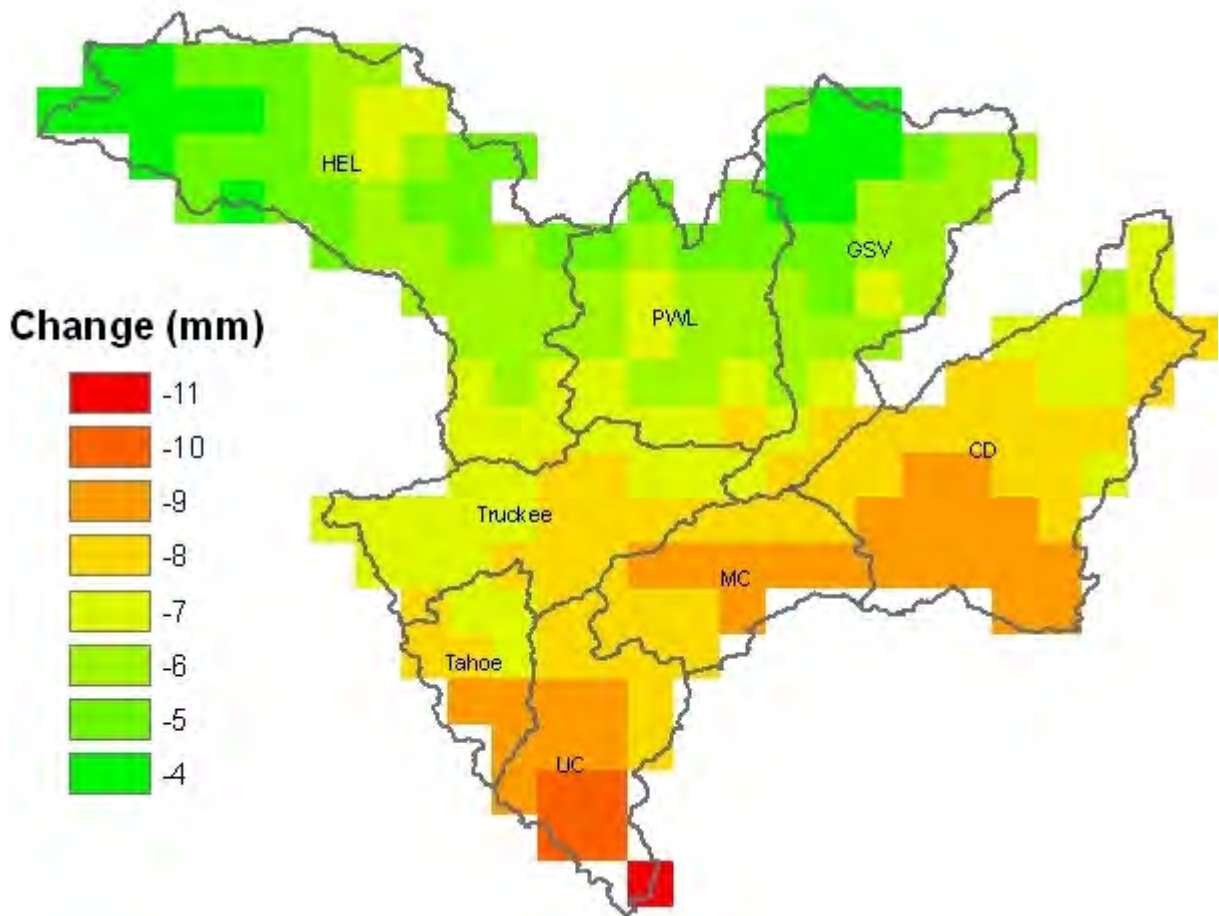 HEL
GSV
PWL
Change (mm)
-11
-10
-9
-8
-7
-6
-5
-4
CD
Truckee
MC
Tahoe
UC